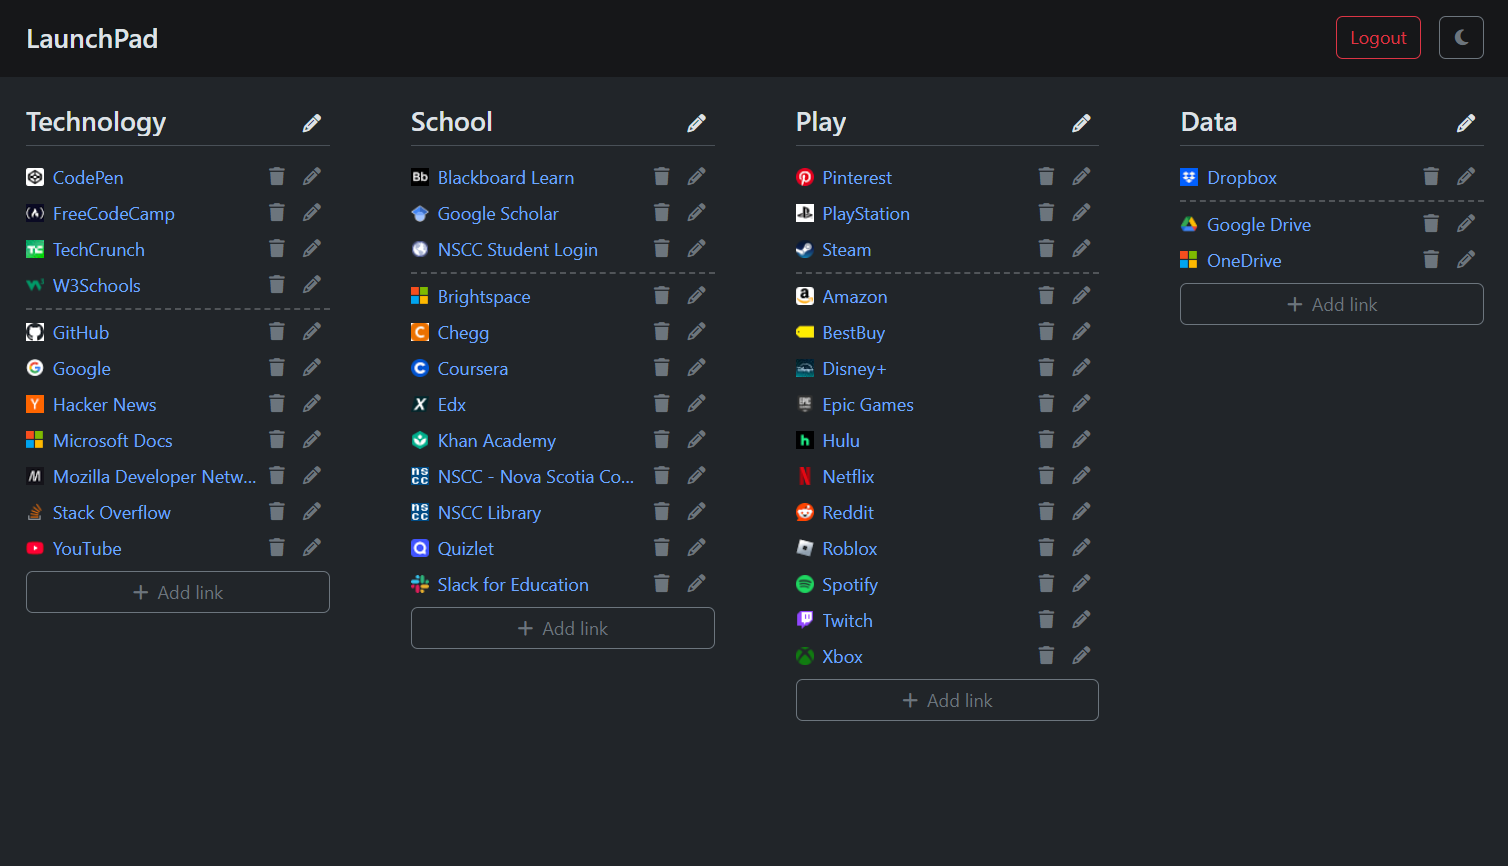 LaunchPad
Logout
Technology
CodePen
FreeCodeCamp
TechCrunch
W3Schools
GitHub
Google
Hacker News
Microsoft Docs
Mozilla Developer Netw...
Stack Overflow
YouTube
Add link
School
Blackboard Learn
Google Scholar
NSCC Student Login
Brightspace
Chegg
Coursera
Edx
Khan Academy
NSCC - Nova Scotia Co...
NSCC Library
Quizlet
Slack for Education
Add link
Play
Pinterest
PlayStation
Steam
Amazon
BestBuy
Disney+
Epic Games
Hulu
Netflix
Reddit
Roblox
Spotify
Twitch
Xbox
Add link
Data
Dropbox
Google Drive
OneDrive
Add link